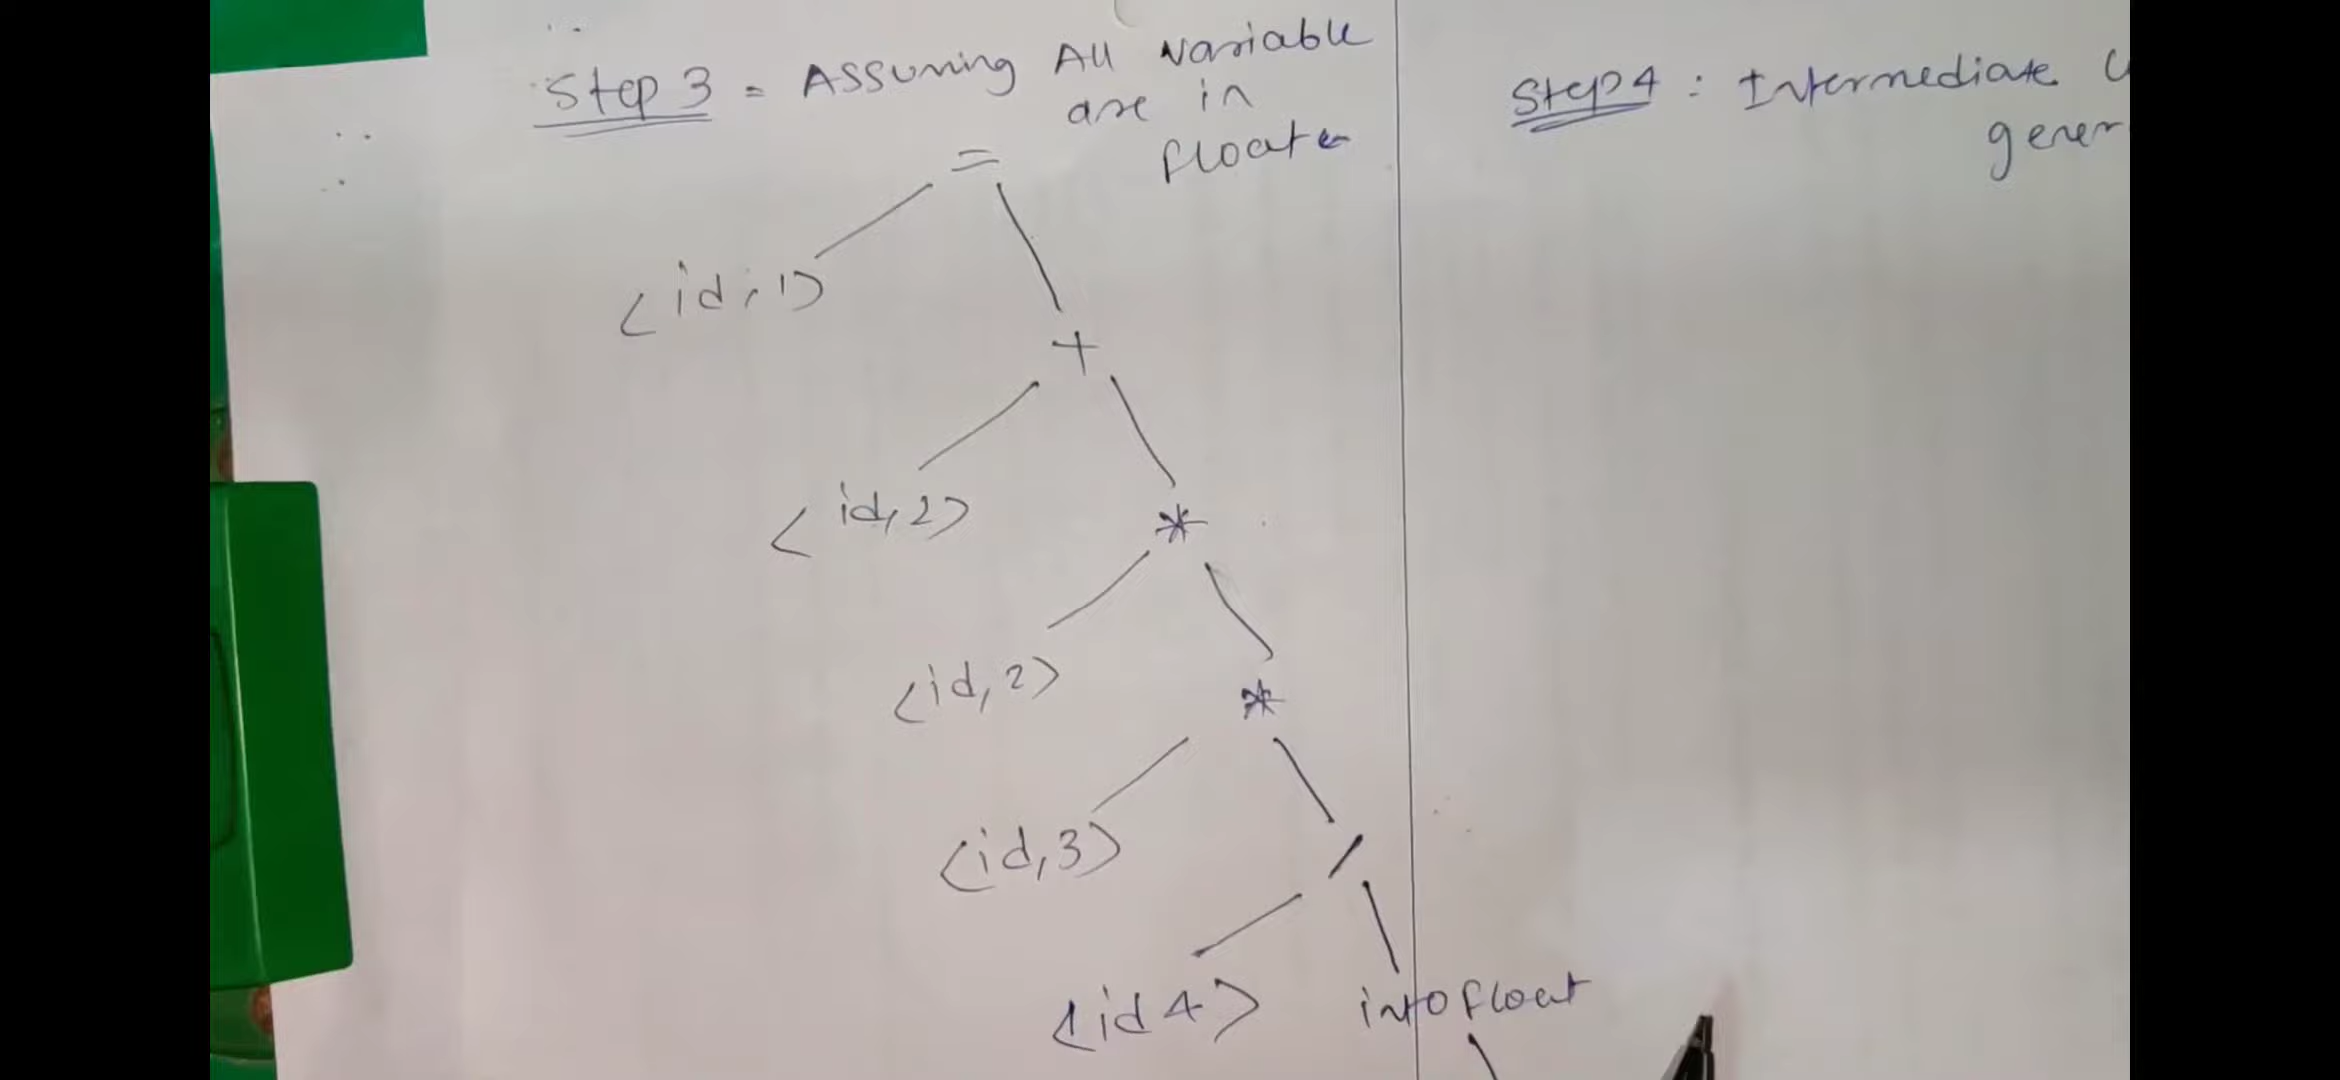 Step 3 = Assuming All variable
are in
float
=
<id,1>
+
<id,2>
*
<id,2>
*
<id,3>
/
<id 4> intofloat
Step 4 : Intermediate C
gener